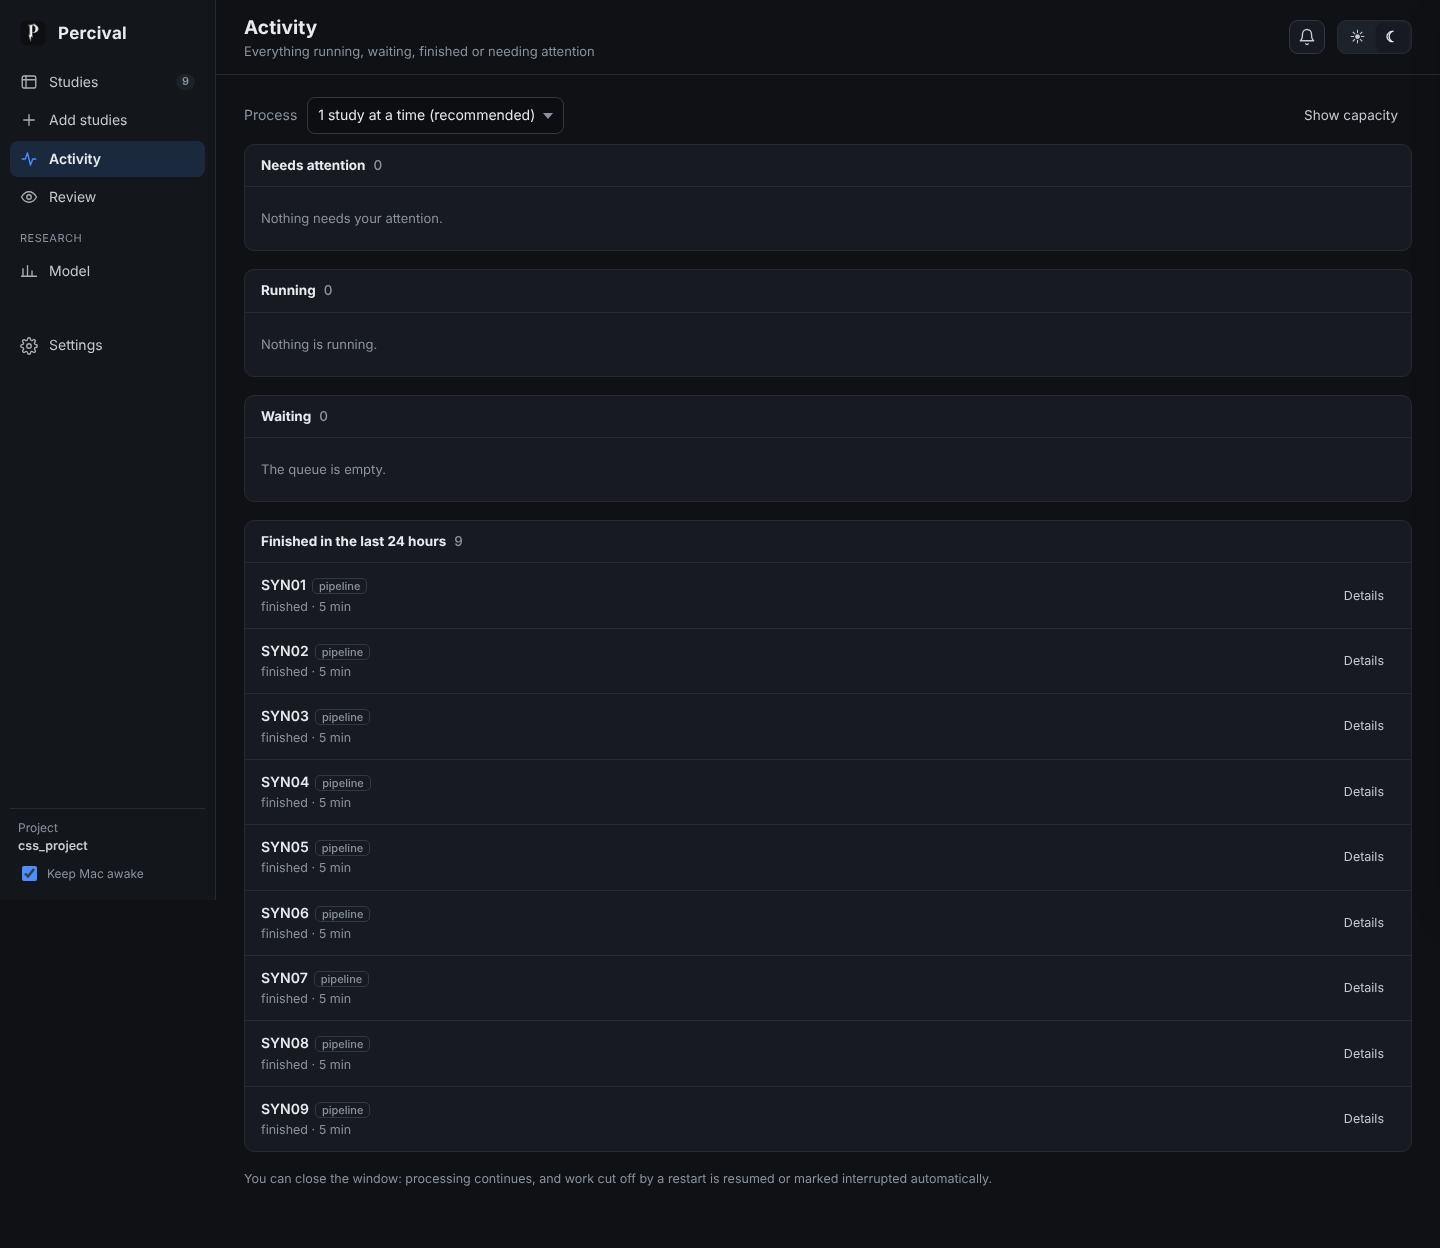 Percival
Studies 9
Add studies
Activity
Review
RESEARCH
Model
Settings
Project
css_project
Keep Mac awake
Activity
Everything running, waiting, finished or needing attention
Process 1 study at a time (recommended)
Show capacity
Needs attention 0
Nothing needs your attention.
Running 0
Nothing is running.
Waiting 0
The queue is empty.
Finished in the last 24 hours 9
SYN01 pipeline
finished · 5 min
Details
SYN02 pipeline
finished · 5 min
Details
SYN03 pipeline
finished · 5 min
Details
SYN04 pipeline
finished · 5 min
Details
SYN05 pipeline
finished · 5 min
Details
SYN06 pipeline
finished · 5 min
Details
SYN07 pipeline
finished · 5 min
Details
SYN08 pipeline
finished · 5 min
Details
SYN09 pipeline
finished · 5 min
Details
You can close the window: processing continues, and work cut off by a restart is resumed or marked interrupted automatically.